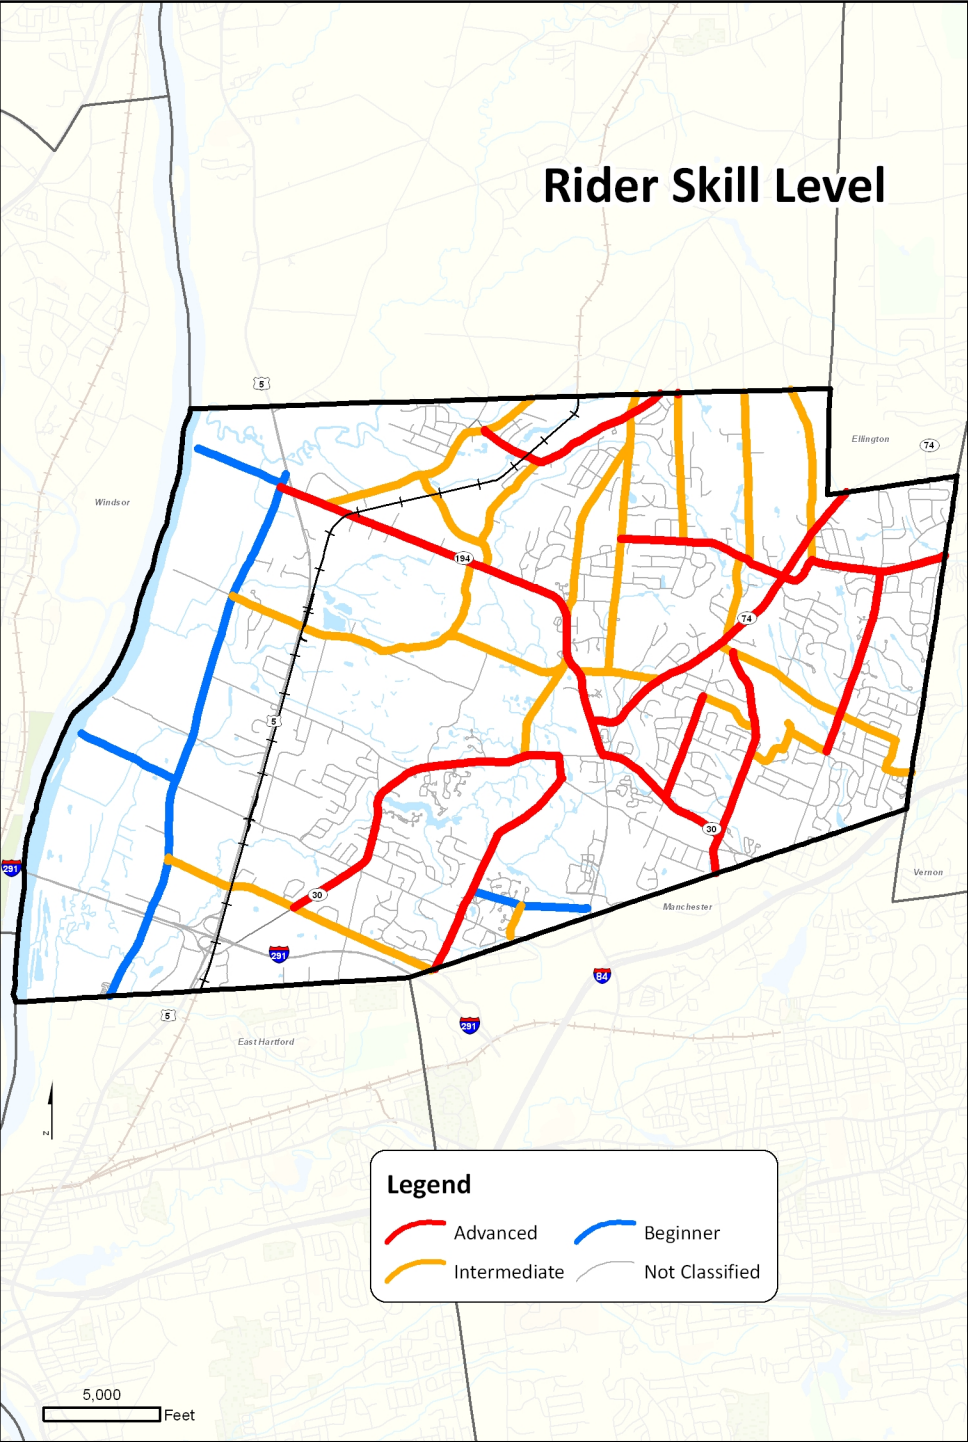 Rider Skill Level
5
Ellington
74
Windsor
194
74
5
30
291
Vernon
30
Manchester
291
84
5
291
East Hartford
N
Legend
Advanced
Beginner
Intermediate
Not Classified
5,000
Feet